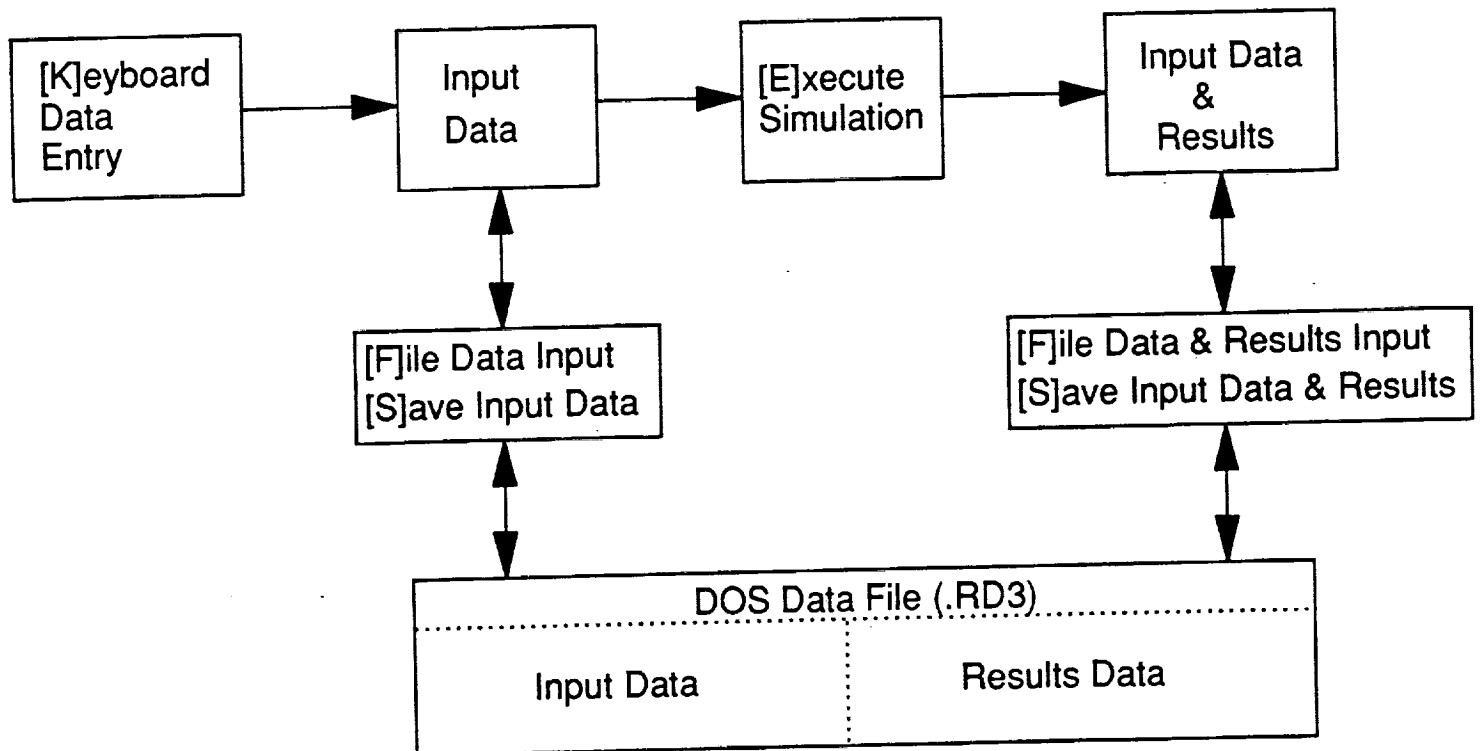 [K]eyboard
Data
Entry
Input
Data
[E]xecute
Simulation
Input Data
&
Results
[F]ile Data Input
[S]ave Input Data
[F]ile Data & Results Input
[S]ave Input Data & Results
DOS Data File (.RD3)
Input Data
Results Data